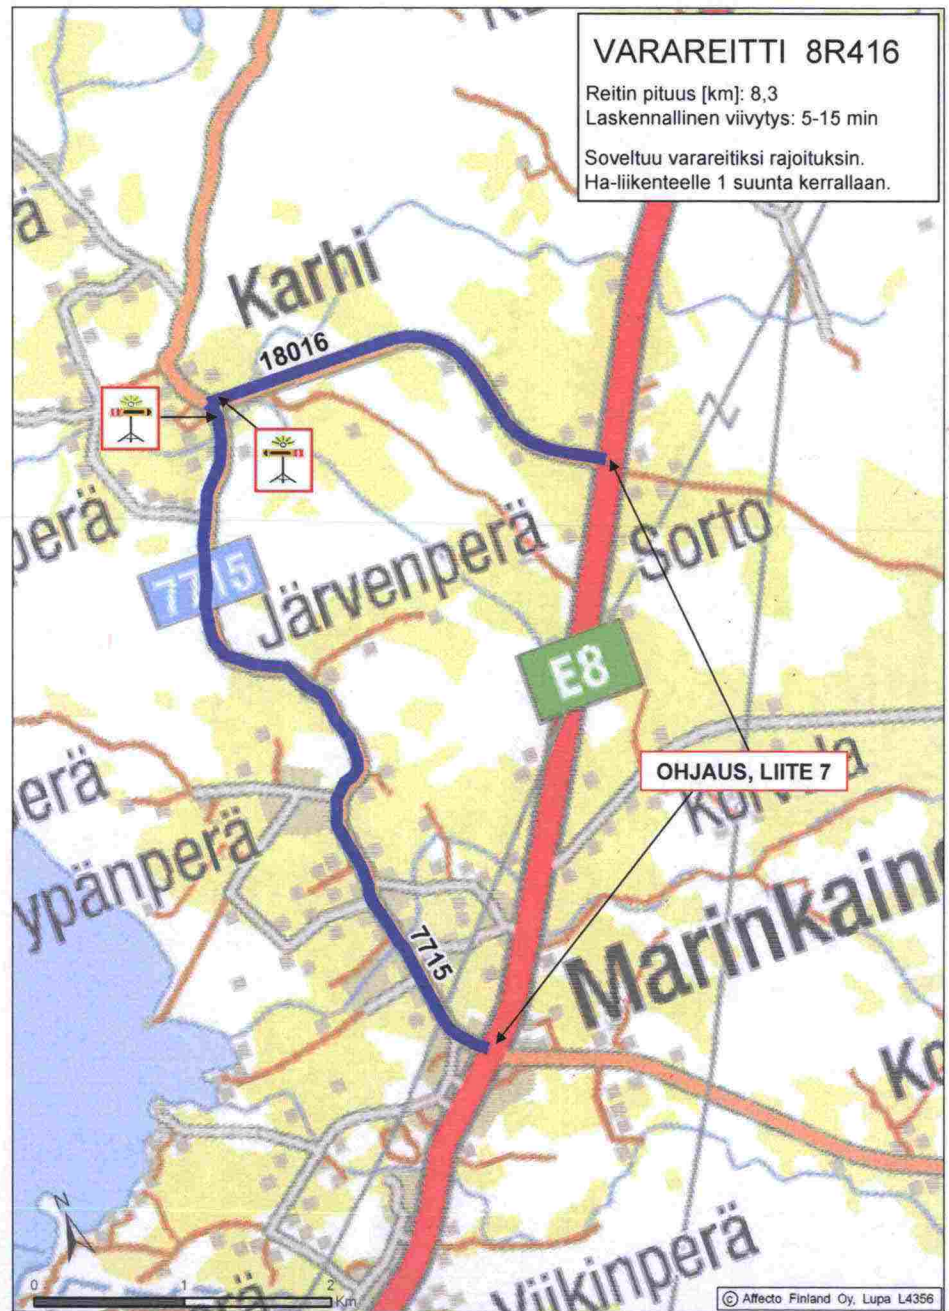 VARAREITTI 8R416
Reitin pituus [km]: 8,3
Laskennallinen viivytys: 5-15 min
Soveltuu varareitiksi rajoituksin.
Ha-liikenteelle 1 suunta kerrallaan.
Karhi
18016
Sorto
perä
7715
Järvenperä
E8
OHJAUS, LIITE 7
erä
ypänperä
7715
Marinkaine
Ko
Viikinperä
N
0 1 2
Km
© Affecto Finland Oy, Lupa L4356